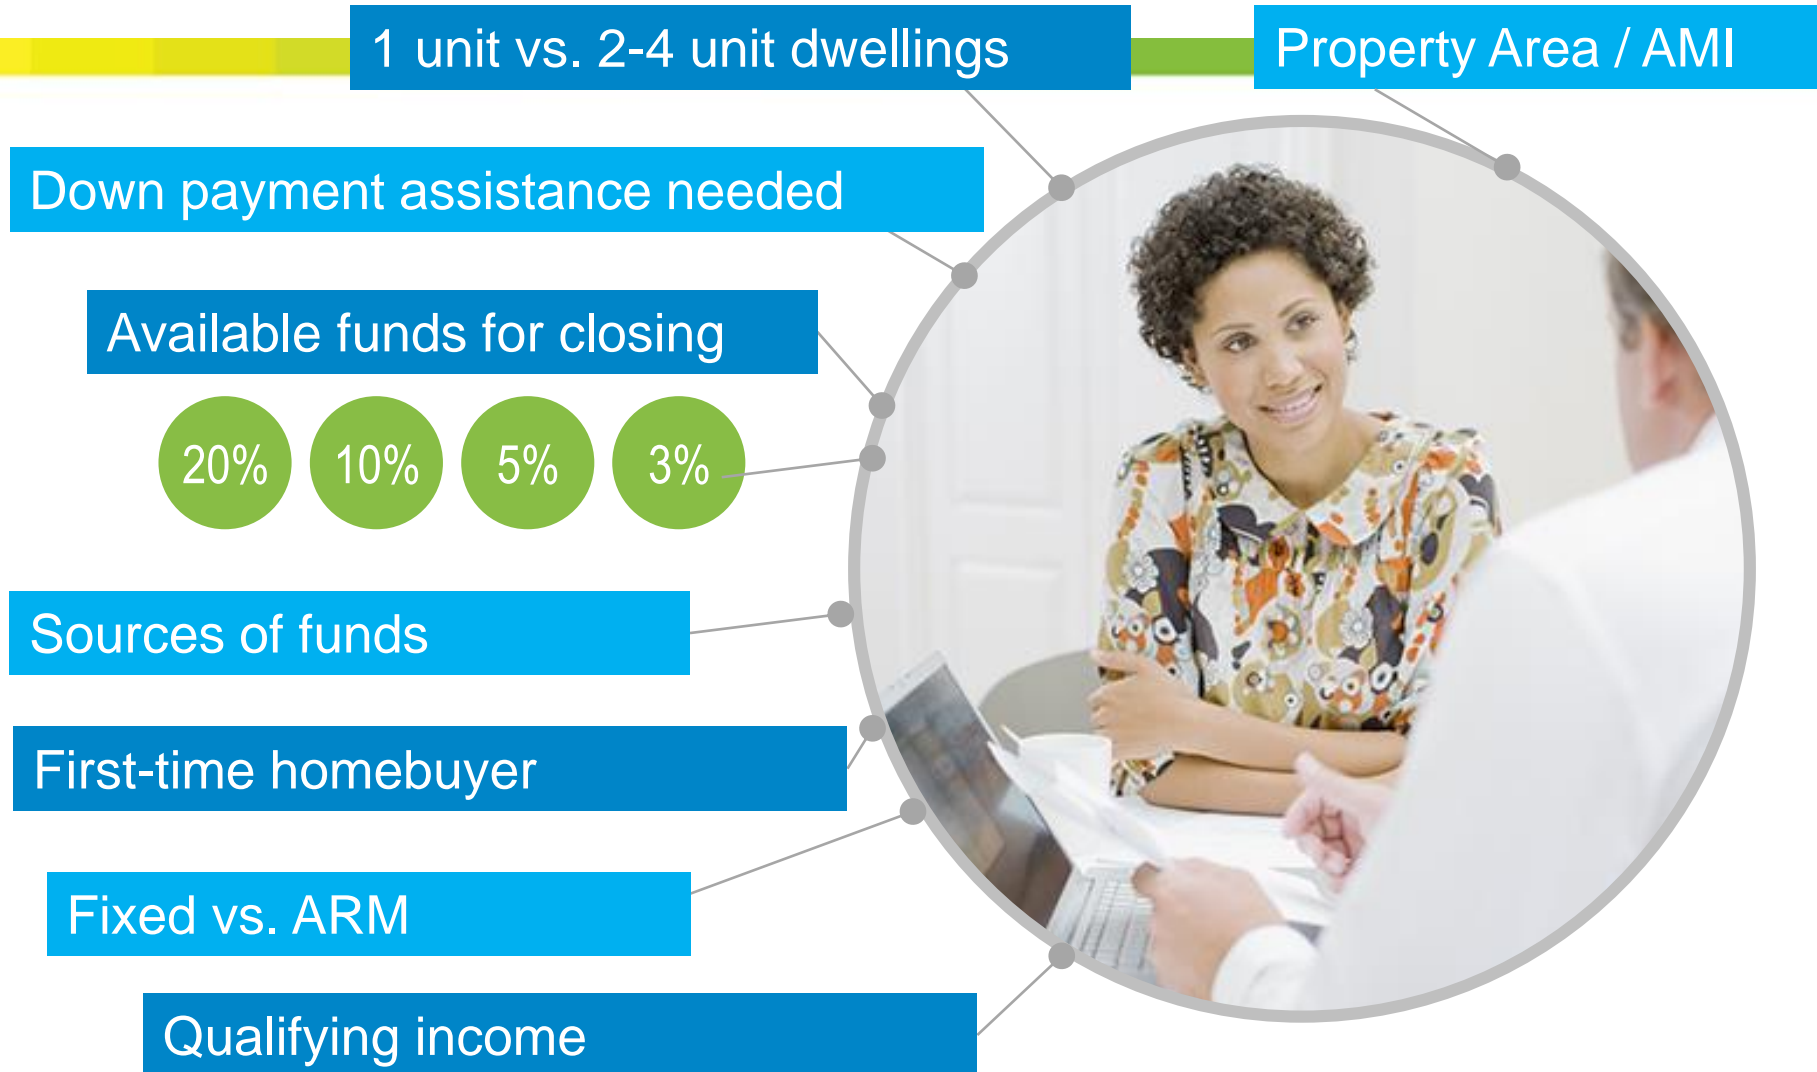 1 unit vs. 2-4 unit dwellings
Property Area / AMI
Down payment assistance needed
Available funds for closing
20%
10%
5%
3%
Sources of funds
First-time homebuyer
Fixed vs. ARM
Qualifying income